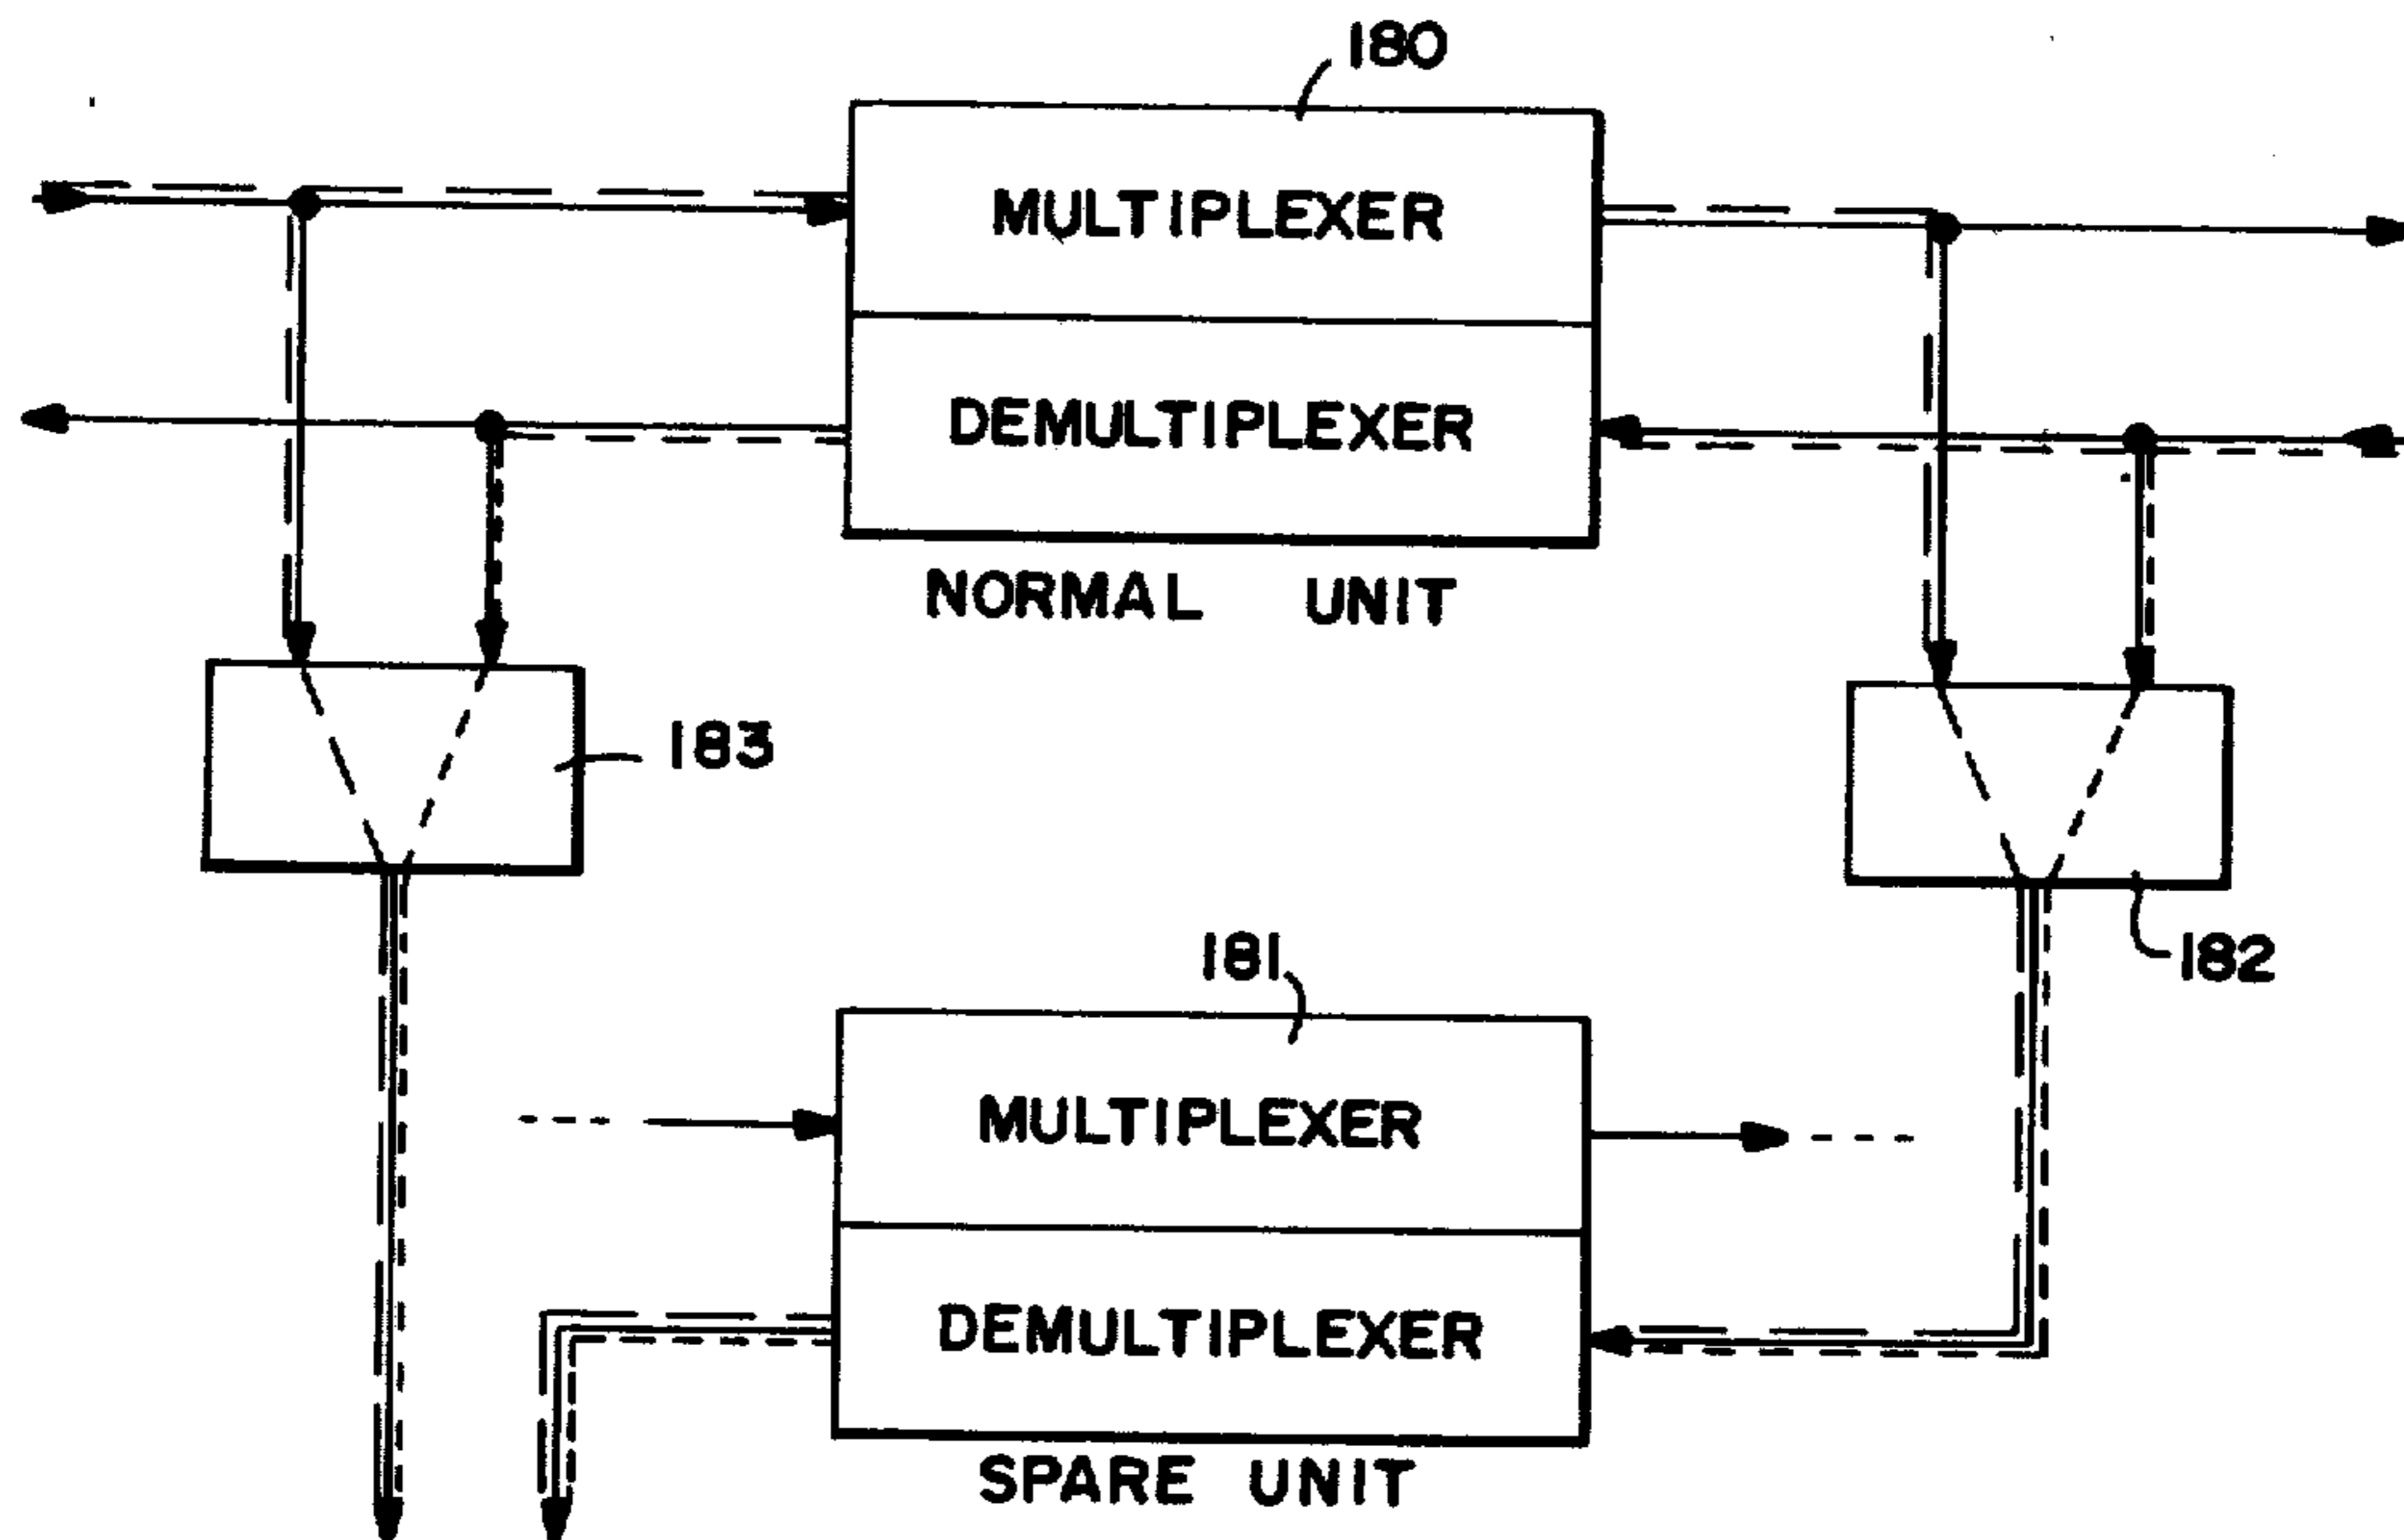 180
MULTIPLEXER
DEMULTIPLEXER
NORMAL UNIT
183
182
181
MULTIPLEXER
DEMULTIPLEXER
SPARE UNIT